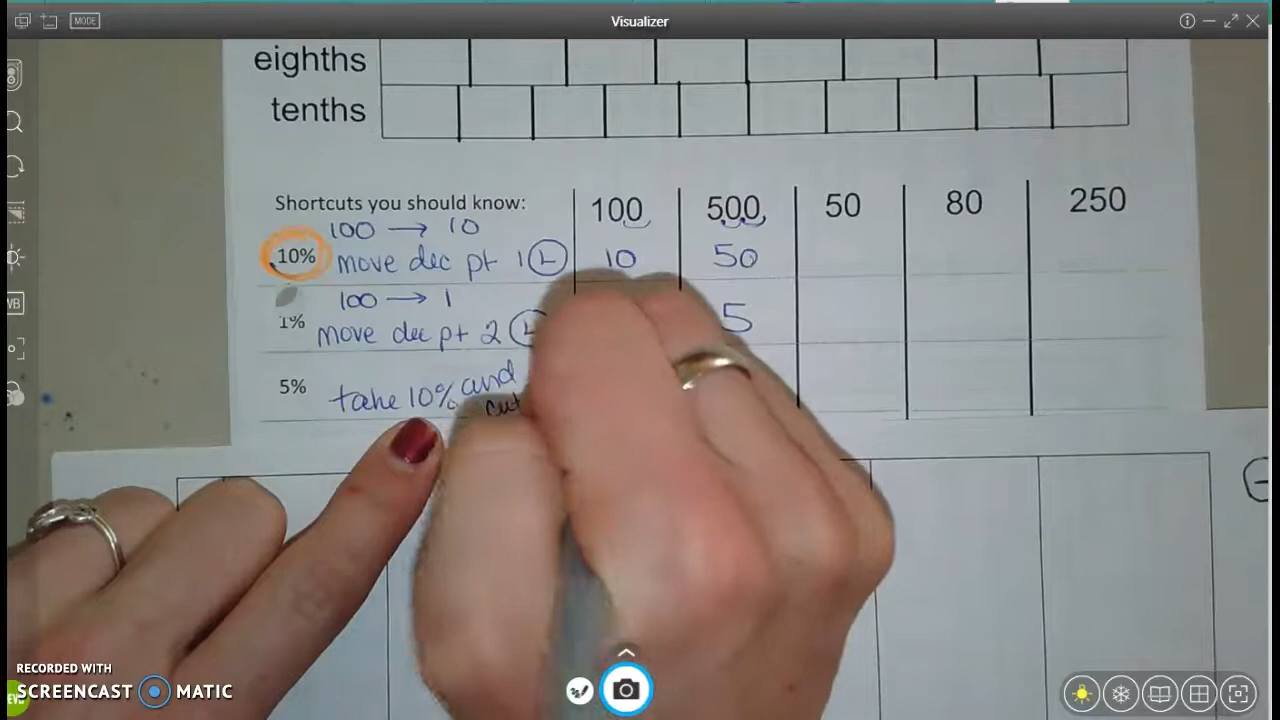 MODE
Visualizer
eighths
tenths
Shortcuts you should know: 100 500 50 80 250
100 → 10
10% move dec pt 1 L 10 50
100 → 1
1% move dec pt 2 L 5
5% take 10% and
cut
WB
RECORDED WITH
SCREENCAST MATIC